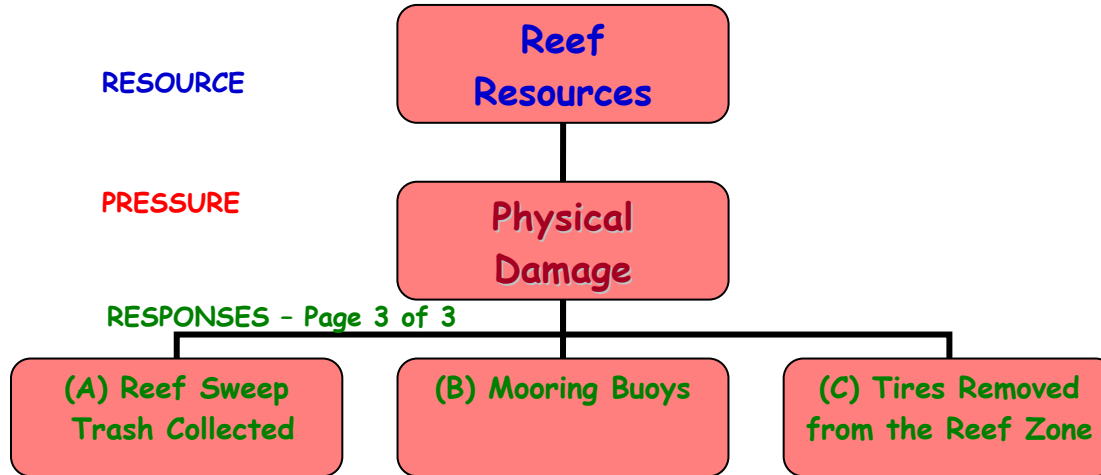 Reef
Resources
RESOURCE
PRESSURE
Physical
Damage
RESPONSES – Page 3 of 3
(A) Reef Sweep
Trash Collected
(B) Mooring Buoys
(C) Tires Removed
from the Reef Zone